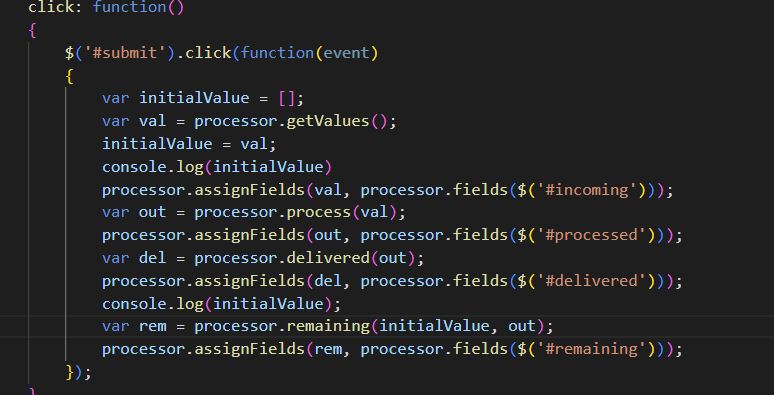 click: function()
{
$('#submit').click(function(event)
{
var initialValue = [];
var val = processor.getValues();
initialValue = val;
console.log(initialValue)
processor.assignFields(val, processor.fields($('#incoming')));
var out = processor.process(val);
processor.assignFields(out, processor.fields($('#processed')));
var del = processor.delivered(out);
processor.assignFields(del, processor.fields($('#delivered')));
console.log(initialValue);
var rem = processor.remaining(initialValue, out);
processor.assignFields(rem, processor.fields($('#remaining')));
});
}